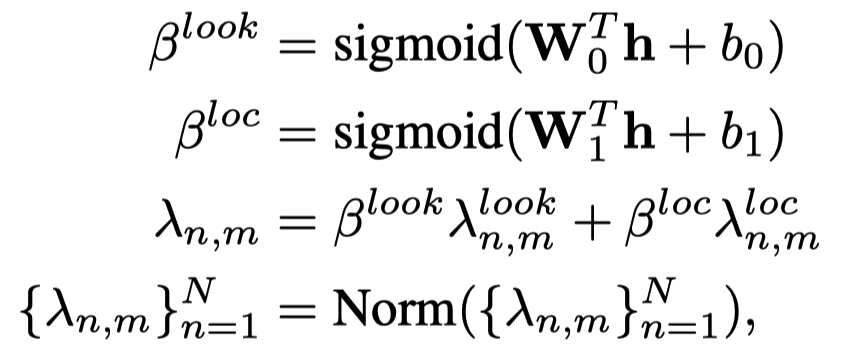 β^{look} = sigmoid(W_0^T h + b_0)
β^{loc} = sigmoid(W_1^T h + b_1)
λ_{n,m} = β^{look} λ_{n,m}^{look} + β^{loc} λ_{n,m}^{loc}
{λ_{n,m}}_{n=1}^N = Norm({λ_{n,m}}_{n=1}^N),